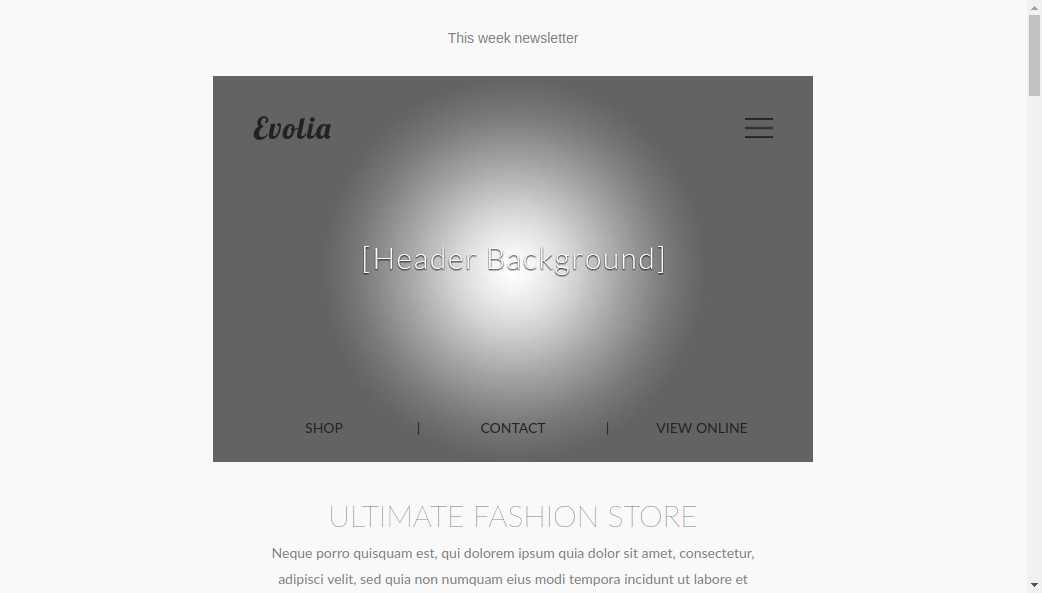 This week newsletter
Evolia
[Header Background]
SHOP | CONTACT | VIEW ONLINE
ULTIMATE FASHION STORE
Neque porro quisquam est, qui dolorem ipsum quia dolor sit amet, consectetur,
adipisci velit, sed quia non numquam eius modi tempora incidunt ut labore et